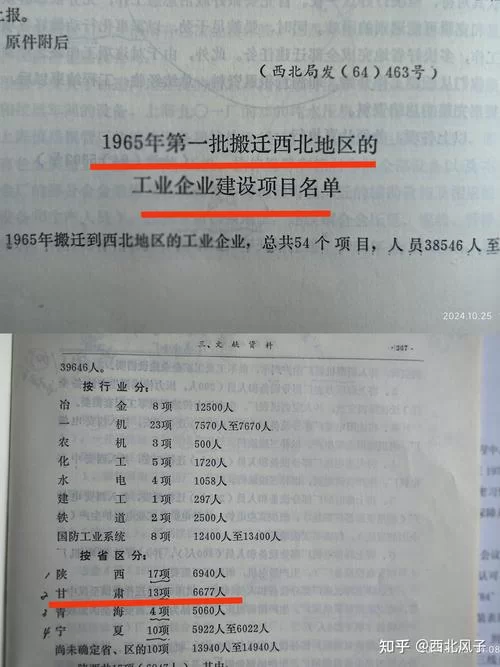 上报。
原件附后
（西北局发（64）463号）
1965年第一批搬迁西北地区的
工业企业建设项目名单
1965年搬迁到西北地区的工业企业，总共54个项目，人员38546人至
2024.10.25
三、文献资料 ·367·
39646人。
按行业分：
冶金 8项 12500人
一机 23项 7570人至7670人
农机 3项 500人
化工 5项 1720人
水电 4项 1058人
建工 1项 297人
铁道 2项 2500人
国防工业系统 8项 12400人至13400人
按省区分：
1 陕西 17项 6940人
2 甘肃 13项 6677人
3 青海 4项 5060人
4 宁夏 10项 5922人至6022人
尚未确定省、区的10项 13940人至14940人
知乎 @西北风子